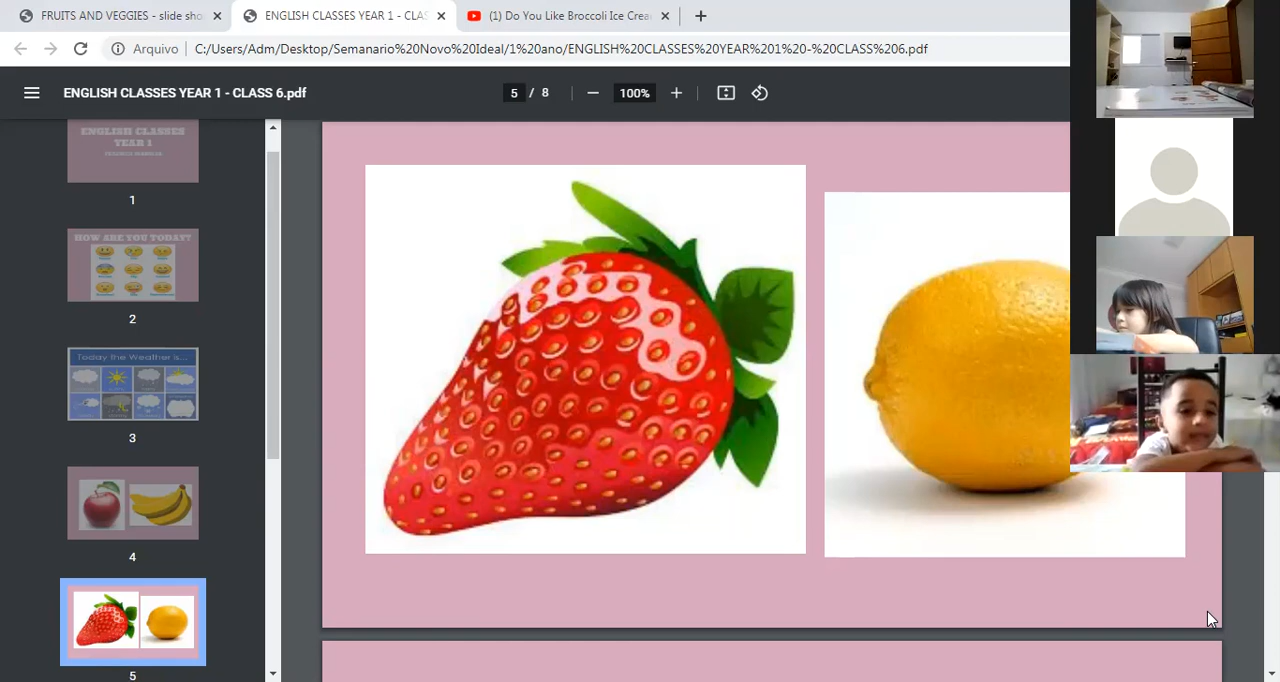 FRUITS AND VEGGIES - slide sho
ENGLISH CLASSES YEAR 1 - CLAS
(1) Do You Like Broccoli Ice Crea
Arquivo
C:/Users/Adm/Desktop/Semanario%20Novo%20Ideal/1%20ano/ENGLISH%20CLASSES%20YEAR%201%20-%20CLASS%206.pdf
ENGLISH CLASSES YEAR 1 - CLASS 6.pdf
5 / 8
100%
ENGLISH CLASSES
YEAR 1
1
HOW ARE YOU TODAY?
2
Today the Weather is...
3
4
5